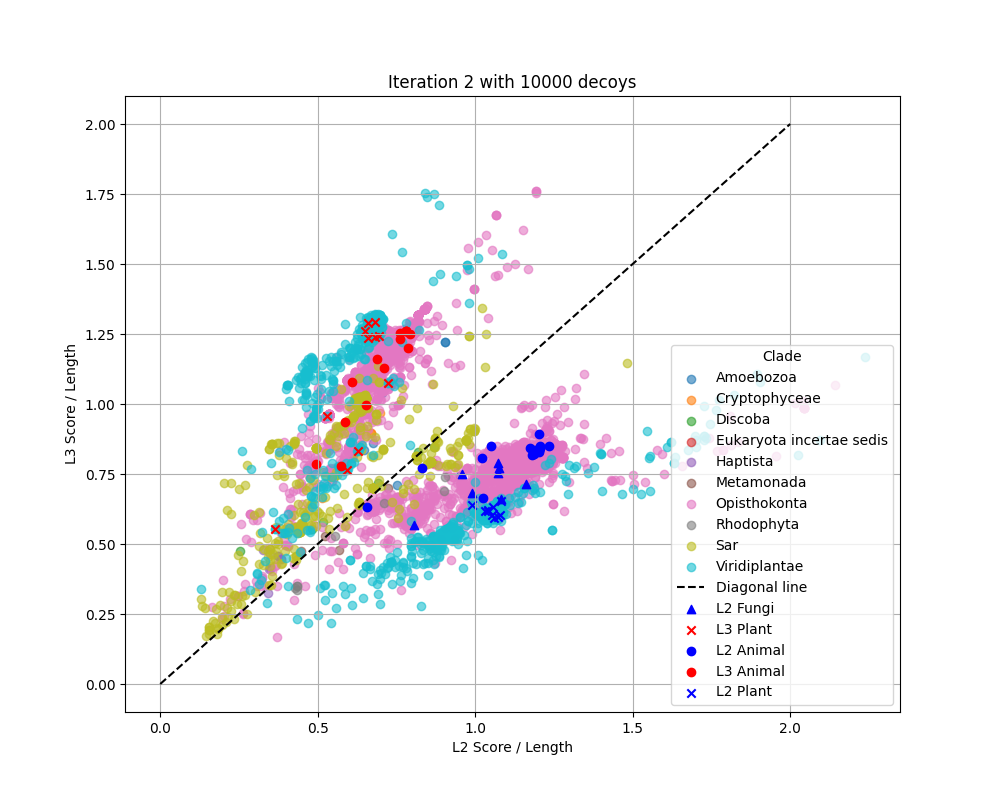 Iteration 2 with 10000 decoys
2.00
1.75
1.50
1.25
1.00
0.75
0.50
0.25
0.00
L3 Score / Length
0.0
0.5
1.0
1.5
2.0
L2 Score / Length
Clade
Amoebozoa
Cryptophyceae
Discoba
Eukaryota incertae sedis
Haptista
Metamonada
Opisthokonta
Rhodophyta
Sar
Viridiplantae
Diagonal line
L2 Fungi
L3 Plant
L2 Animal
L3 Animal
L2 Plant